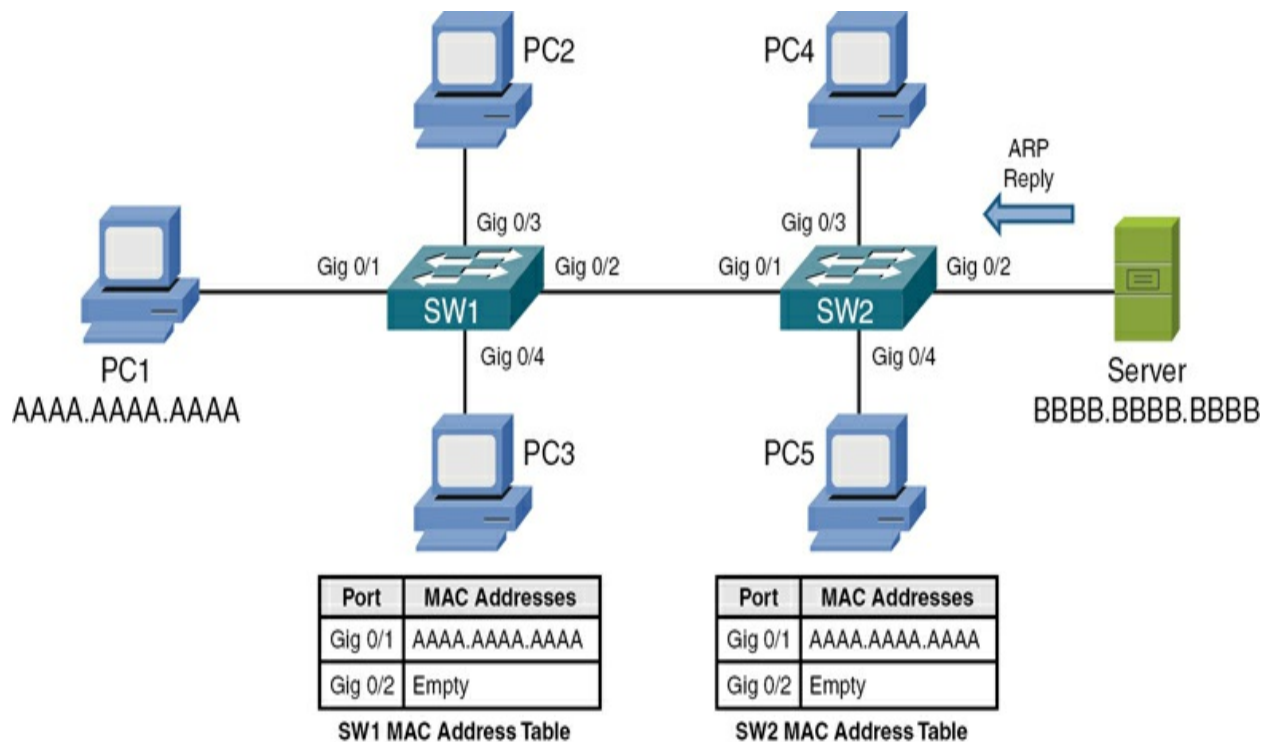 PC2
PC4
ARP
Reply
Gig 0/3
Gig 0/3
Gig 0/1
Gig 0/2
Gig 0/1
Gig 0/2
SW1
SW2
Gig 0/4
Gig 0/4
PC1
AAAA.AAAA.AAAA
Server
BBBB.BBBB.BBBB
PC3
PC5
Port MAC Addresses
Gig 0/1 AAAA.AAAA.AAAA
Gig 0/2 Empty
SW1 MAC Address Table
Port MAC Addresses
Gig 0/1 AAAA.AAAA.AAAA
Gig 0/2 Empty
SW2 MAC Address Table